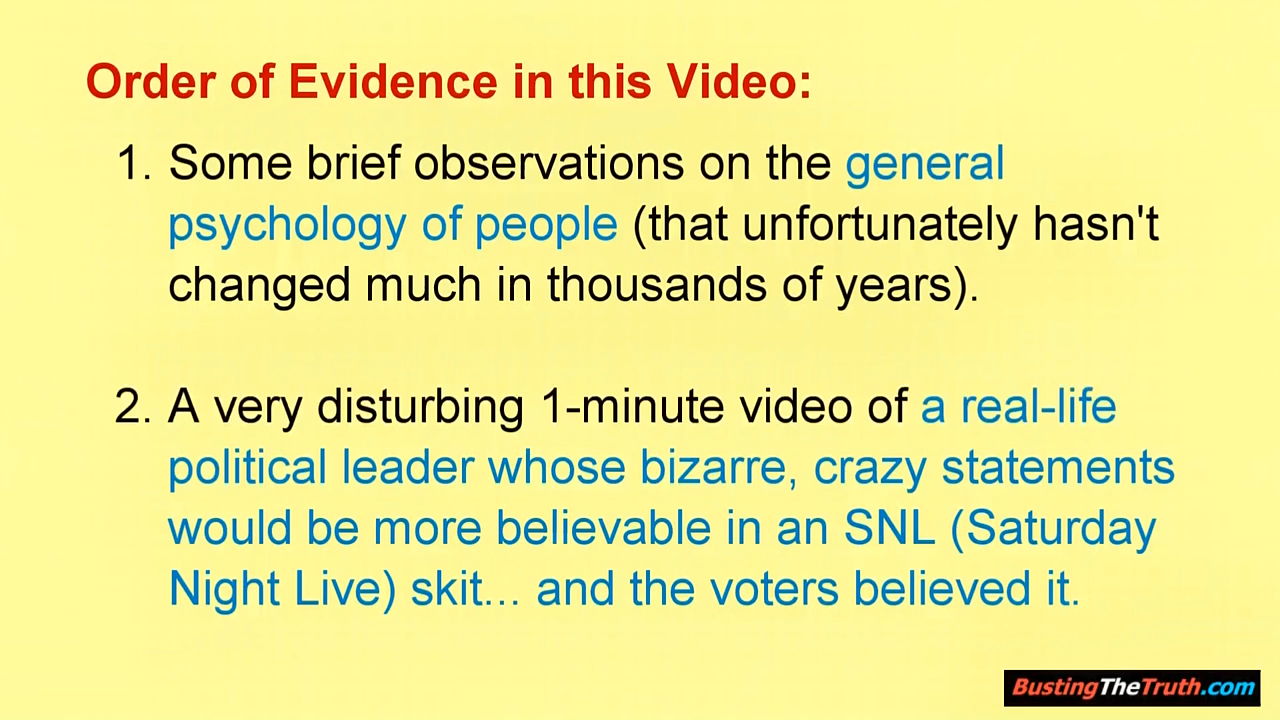 Order of Evidence in this Video:
1. Some brief observations on the general
psychology of people (that unfortunately hasn't
changed much in thousands of years).
2. A very disturbing 1-minute video of a real-life
political leader whose bizarre, crazy statements
would be more believable in an SNL (Saturday
Night Live) skit... and the voters believed it.
BustingTheTruth.com